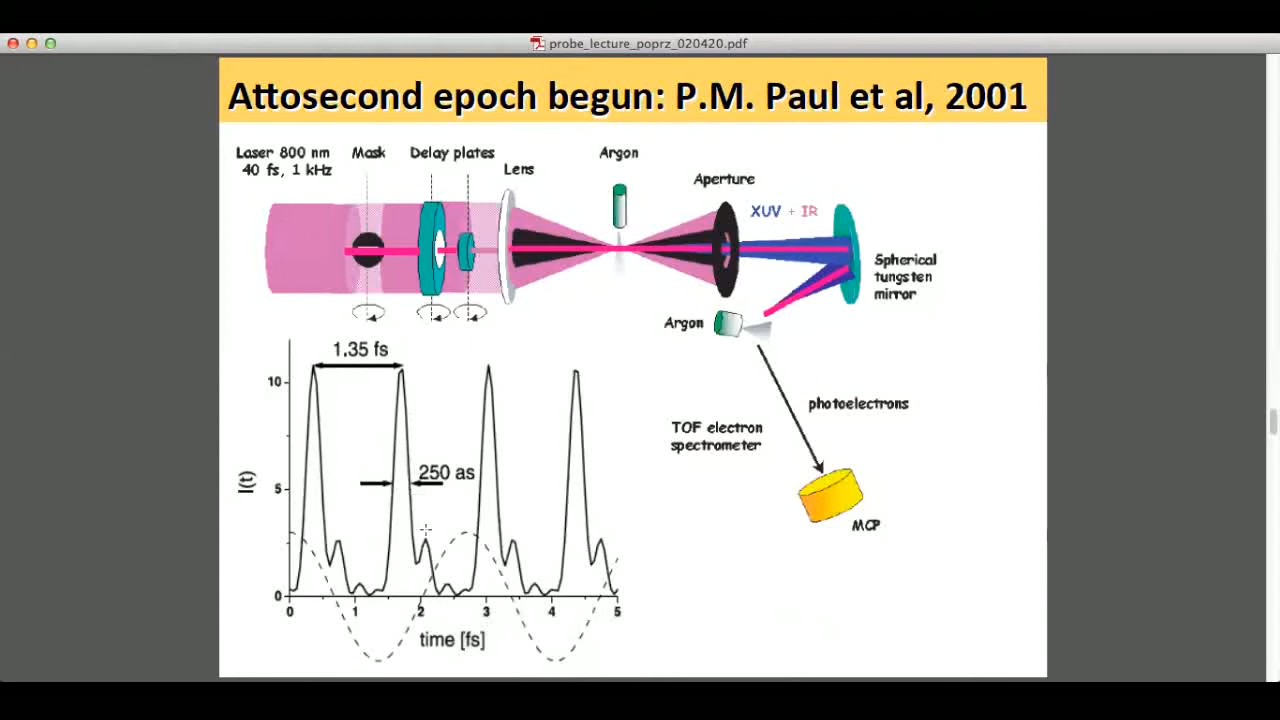 probe_lecture_poprz_020420.pdf
Attosecond epoch begun: P.M. Paul et al, 2001
Laser 800 nm
40 fs, 1 kHz
Mask
Delay plates
Lens
Argon
Aperture
XUV + IR
Spherical
tungsten
mirror
Argon
photoelectrons
TOF electron
spectrometer
MCP
1.35 fs
250 as
I(t)
10
5
0
0 1 2 3 4 5
time [fs]